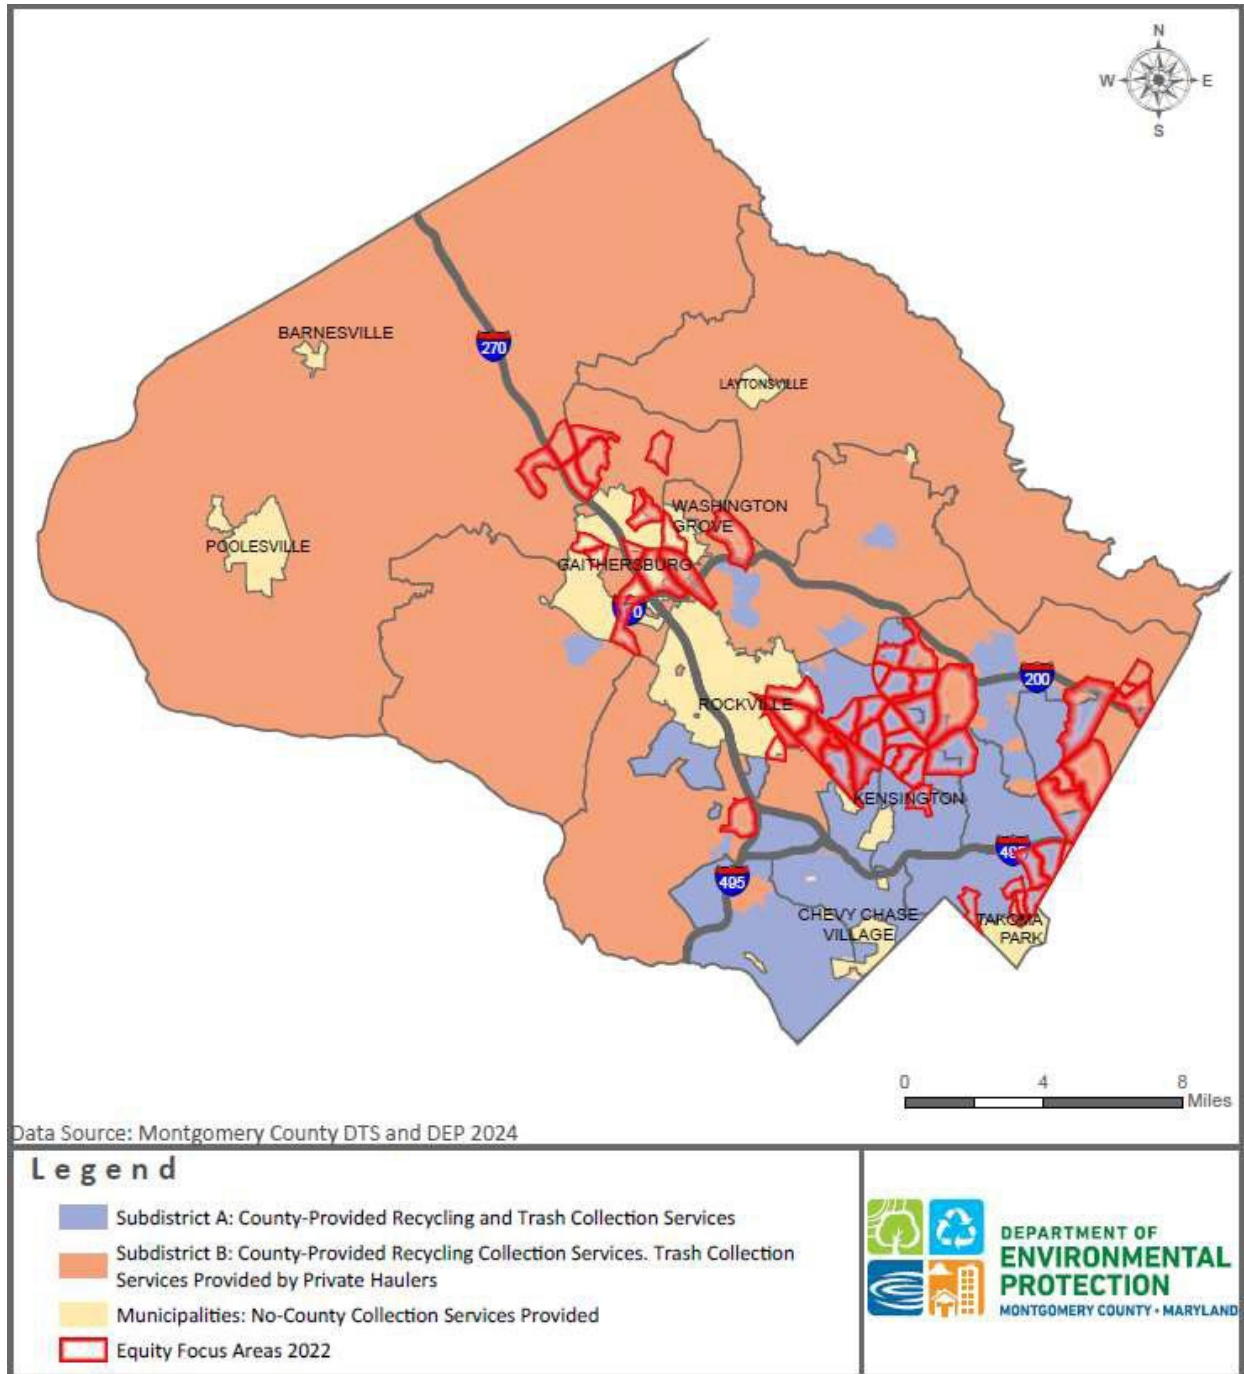 N
W E
S
BARNESVILLE
270
LAYTONSVILLE
WASHINGTON
GROVE
POOLESVILLE
GAITHERSBURG
0
200
ROCKVILLE
KENSINGTON
495
CHEVY CHASE
VILLAGE
TAKOMA
PARK
0 4 8
Miles
Data Source: Montgomery County DTS and DEP 2024
Legend
Subdistrict A: County-Provided Recycling and Trash Collection Services
Subdistrict B: County-Provided Recycling Collection Services. Trash Collection
Services Provided by Private Haulers
Municipalities: No-County Collection Services Provided
Equity Focus Areas 2022
DEPARTMENT OF
ENVIRONMENTAL
PROTECTION
MONTGOMERY COUNTY • MARYLAND